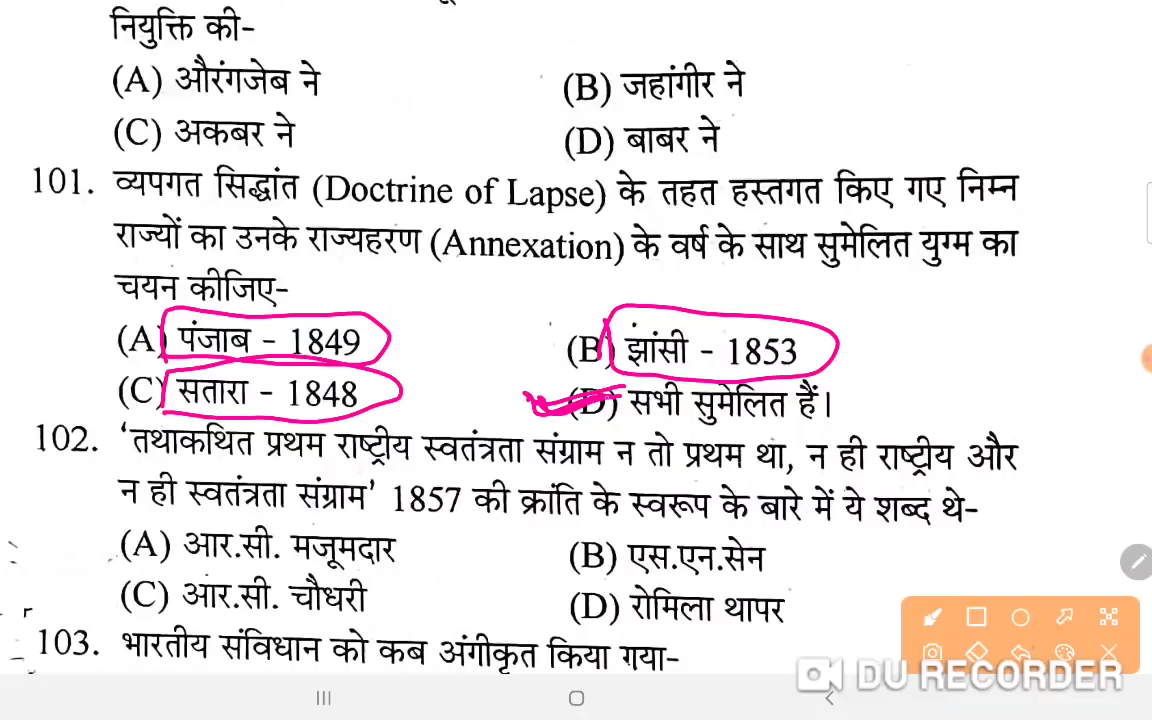 नियुक्ति की-
(A) औरंगजेब ने (B) जहांगीर ने
(C) अकबर ने (D) बाबर ने
101. व्यपगत सिद्धांत (Doctrine of Lapse) के तहत हस्तगत किए गए निम्न
राज्यों का उनके राज्यहरण (Annexation) के वर्ष के साथ सुमेलित युग्म का
चयन कीजिए-
(A) पंजाब - 1849 (B) झांसी - 1853
(C) सतारा - 1848 (D) सभी सुमेलित हैं।
102. 'तथाकथित प्रथम राष्ट्रीय स्वतंत्रता संग्राम न तो प्रथम था, न ही राष्ट्रीय और
न ही स्वतंत्रता संग्राम' 1857 की क्रांति के स्वरूप के बारे में ये शब्द थे-
(A) आर.सी. मजूमदार (B) एस.एन.सेन
(C) आर.सी. चौधरी (D) रोमिला थापर
103. भारतीय संविधान को कब अंगीकृत किया गया-
DU RECORDER